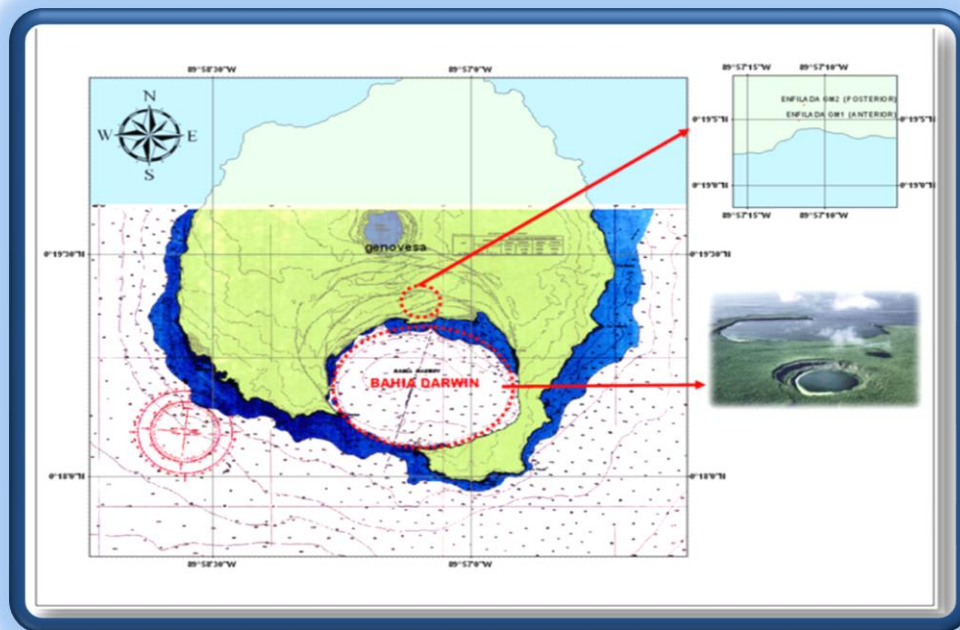 89°58'30"W 89°57'0"W
N
W E
S
genovesa
BAHIA DARWIN
0°19'30"N 0°19'30"N
0°18'0"N 0°18'0"N
89°58'30"W 89°57'0"W
89°57'15"W 89°57'10"W
ENFILADA GM2 (POSTERIOR)
ENFILADA GM1 (ANTERIOR)
0°19'5"N 0°19'5"N
0°19'0"N 0°19'0"N
89°57'15"W 89°57'10"W